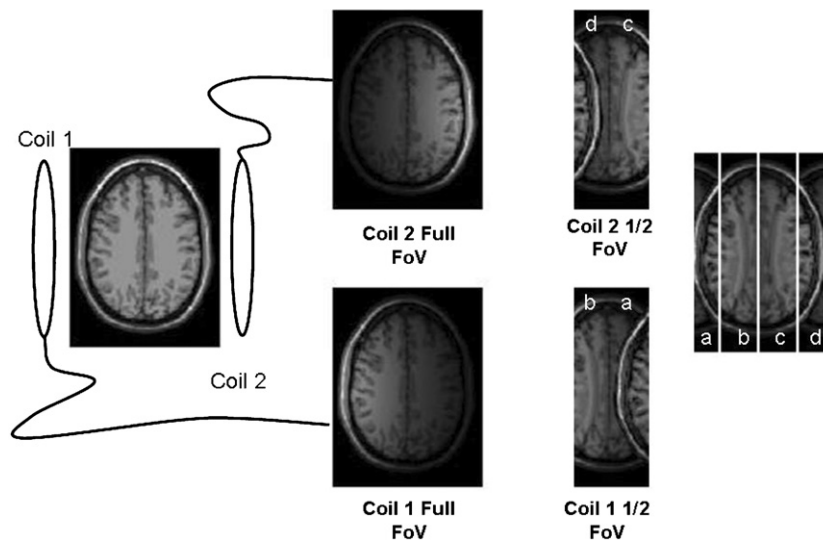 d c
Coil 1
Coil 2 Full
FoV
Coil 2 1/2
FoV
b a
a b c d
Coil 2
Coil 1 Full
FoV
Coil 1 1/2
FoV